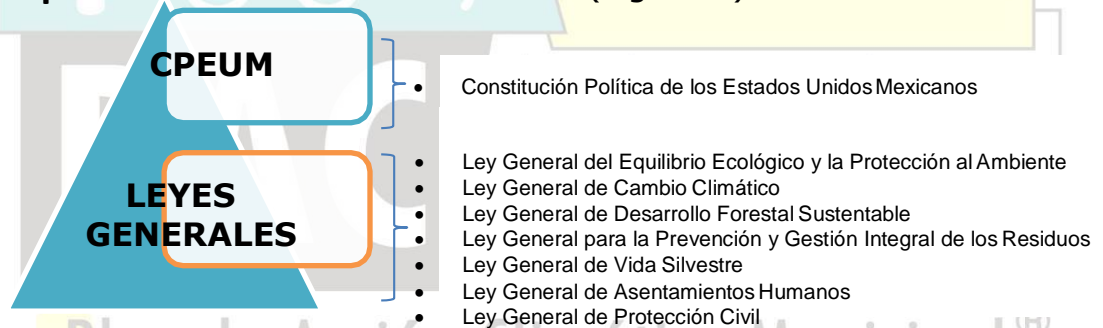 CPEUM
• Constitución Política de los Estados Unidos Mexicanos
LEYES
GENERALES
• Ley General del Equilibrio Ecológico y la Protección al Ambiente
• Ley General de Cambio Climático
• Ley General de Desarrollo Forestal Sustentable
• Ley General para la Prevención y Gestión Integral de los Residuos
• Ley General de Vida Silvestre
• Ley General de Asentamientos Humanos
• Ley General de Protección Civil